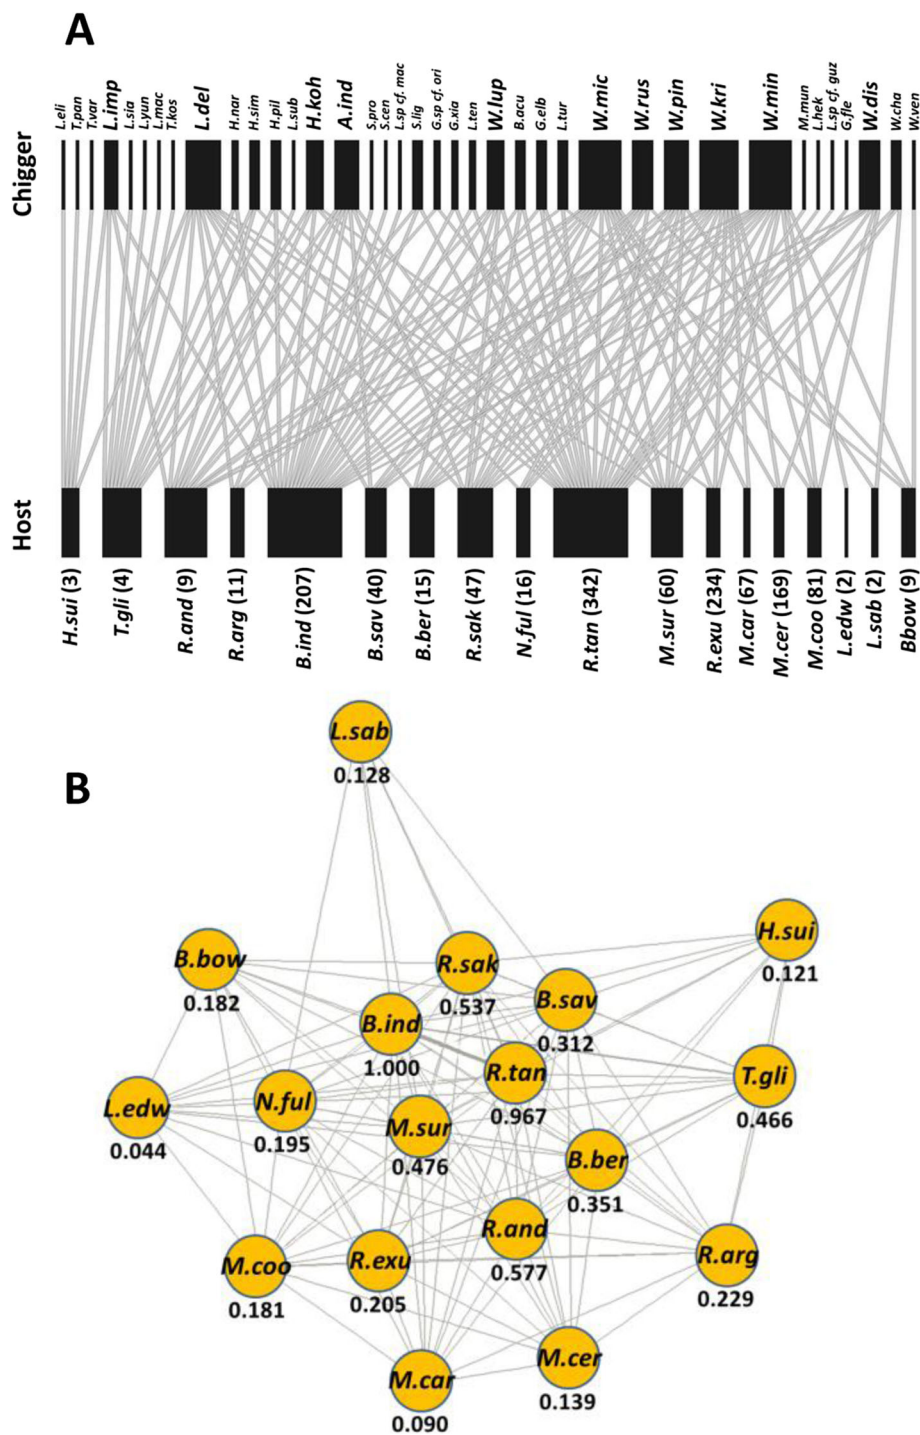 A
Chigger
L.eli
T.pan
T.var
L.imp
L.sia
L.yun
L.mac
T.kos
L.del
H.nar
H.sim
H.pil
L.sub
H.koh
A.ind
S.pro
S.cen
L.sp cf. mac
S.lig
G.sp cf. ori
G.xia
L.ten
W.lup
B.acu
G.elb
L.tur
W.mic
W.rus
W.pin
W.kri
W.min
M.mun
L.hek
L.sp cf. guz
G.fle
W.dis
W.cha
W.ven
Host
H.sui (3)
T.gli (4)
R.and (9)
R.arg (11)
B.ind (207)
B.sav (40)
B.ber (15)
R.sak (47)
N.ful (16)
R.tan (342)
M.sur (60)
R.exu (234)
M.car (67)
M.cer (169)
M.coo (81)
L.edw (2)
L.sab (2)
Bbow (9)
B
L.sab
0.128
H.sui
0.121
B.bow
0.182
R.sak
0.537
B.sav
0.312
B.ind
1.000
R.tan
0.967
T.gli
0.466
L.edw
0.044
N.ful
0.195
M.sur
0.476
B.ber
0.351
R.and
0.577
R.arg
0.229
M.coo
0.181
R.exu
0.205
M.cer
0.139
M.car
0.090